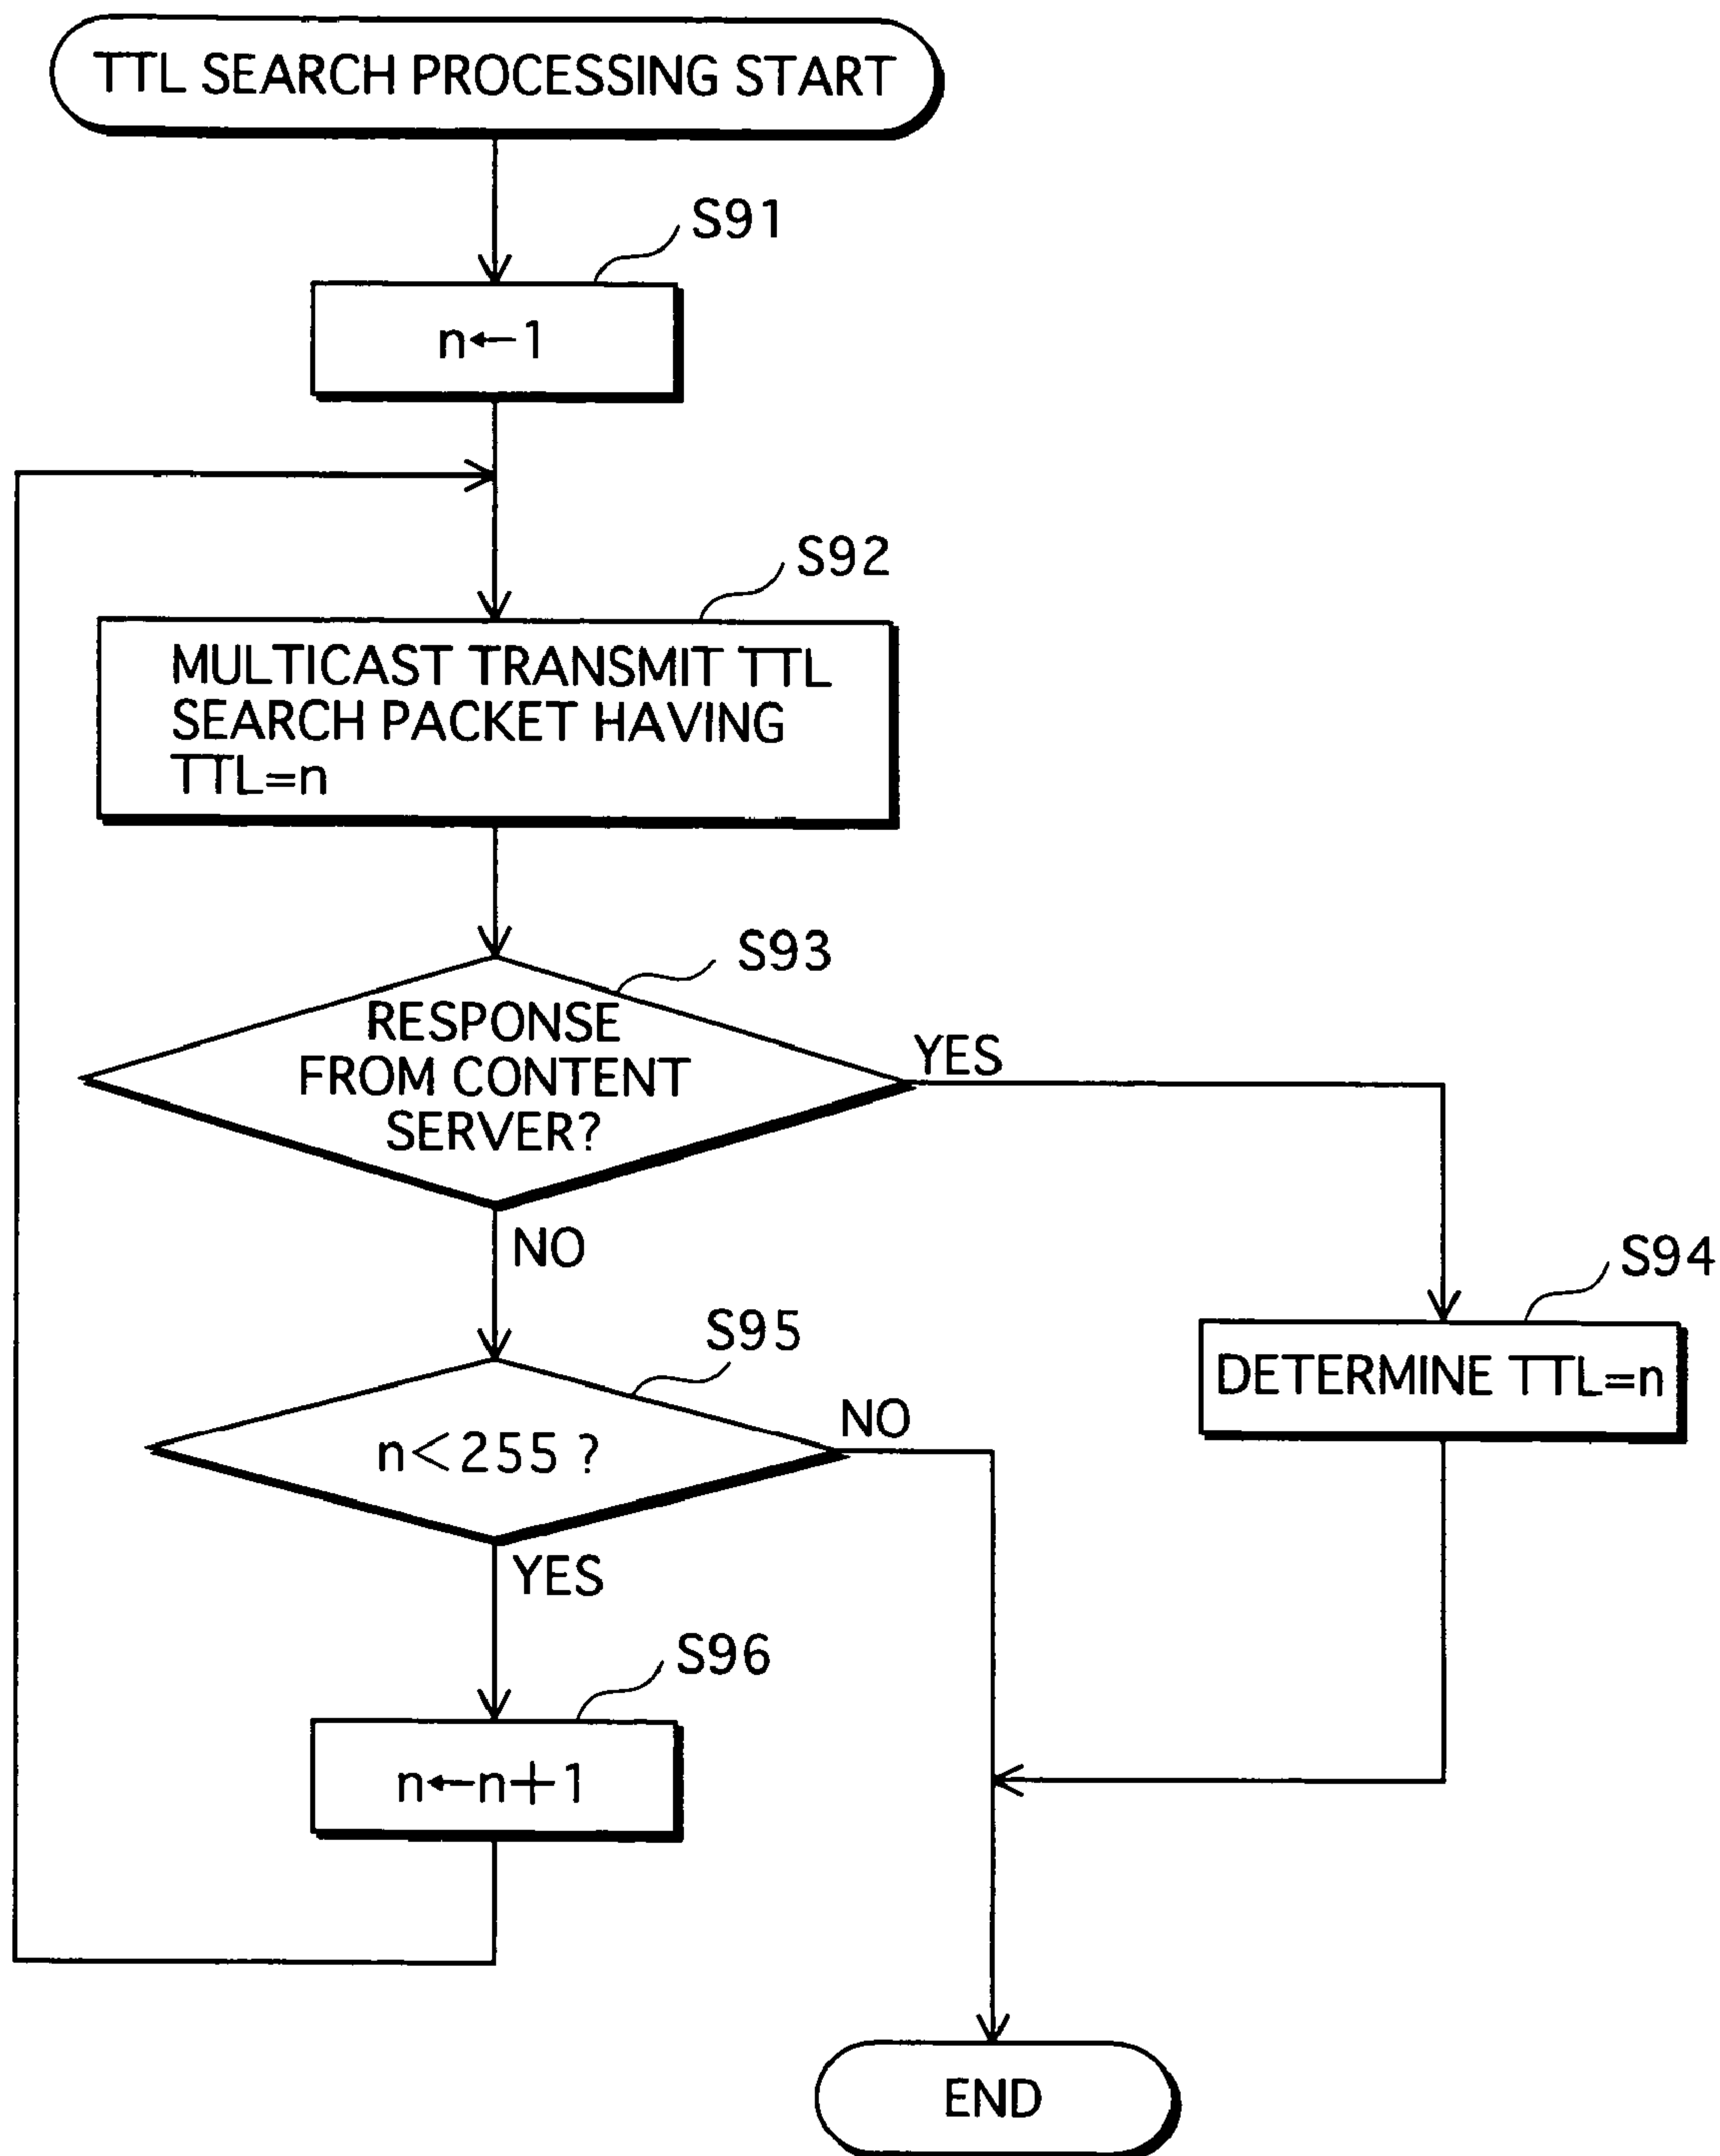 TTL SEARCH PROCESSING START
S91
n←1
S92
MULTICAST TRANSMIT TTL
SEARCH PACKET HAVING
TTL=n
S93
RESPONSE
FROM CONTENT
SERVER?
YES
NO
S94
DETERMINE TTL=n
S95
n<255 ?
NO
YES
S96
n←n+1
END